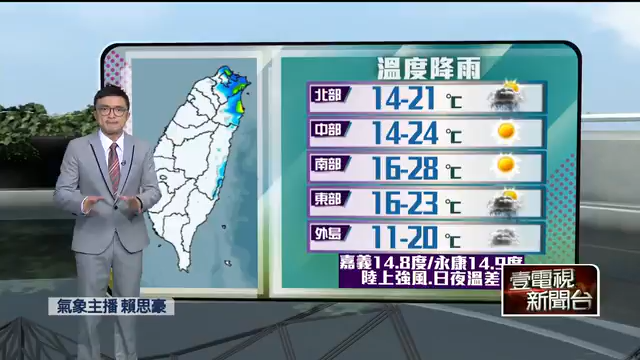 溫度降雨
北部 14-21 ℃
中部 14-24 ℃
南部 16-28 ℃
東部 16-23 ℃
外島 11-20 ℃
嘉義14.8度/永康14.9度
陸上強風.日夜溫差
壹電視
新聞台
氣象主播 賴思豪